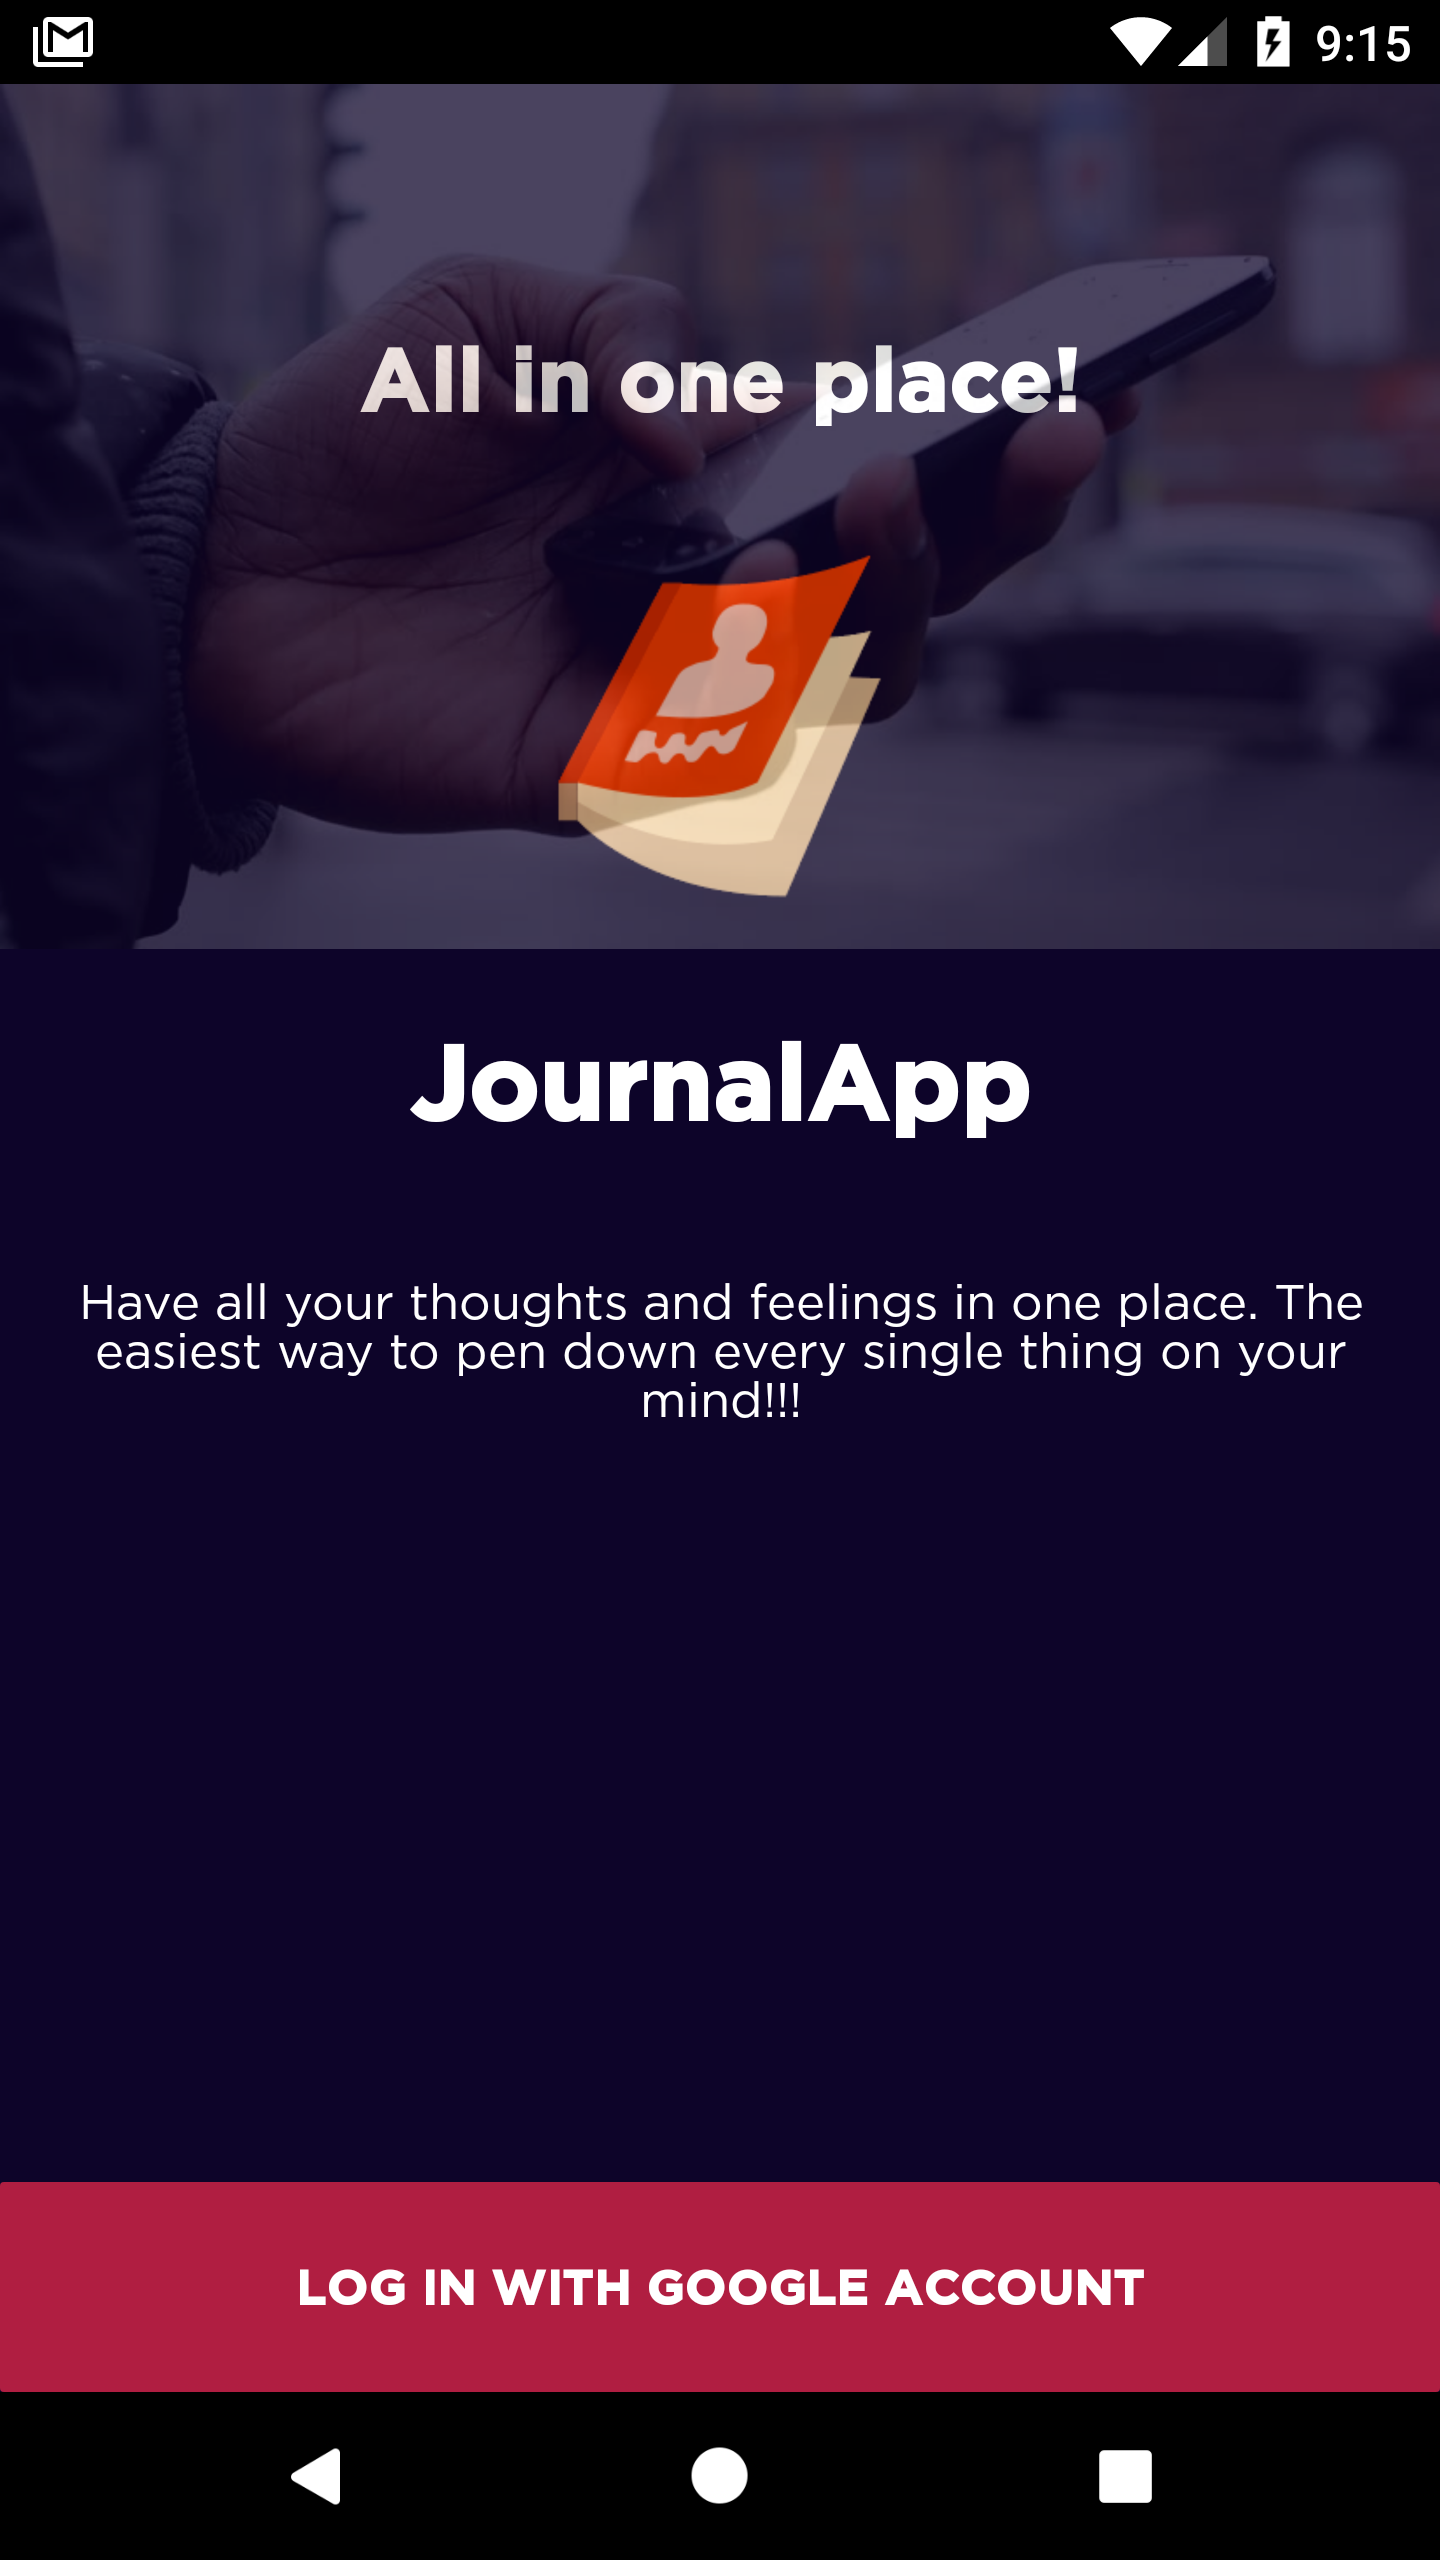 9:15
All in one place!
JournalApp
Have all your thoughts and feelings in one place. The
easiest way to pen down every single thing on your
mind!!!
LOG IN WITH GOOGLE ACCOUNT